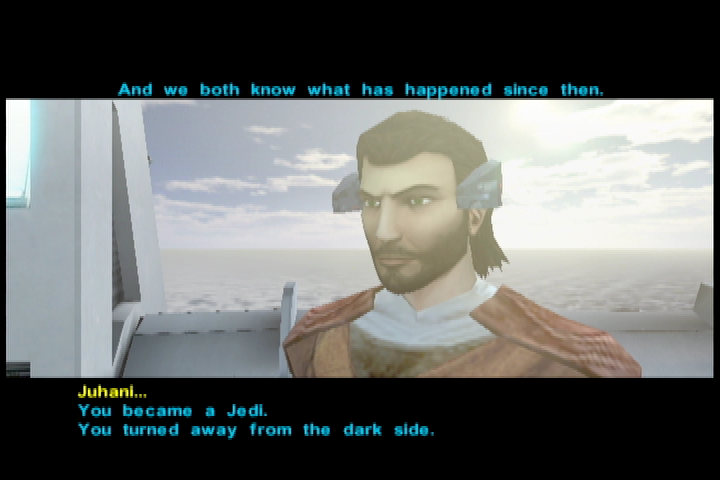 And we both know what has happened since then.
Juhani...
You became a Jedi.
You turned away from the dark side.